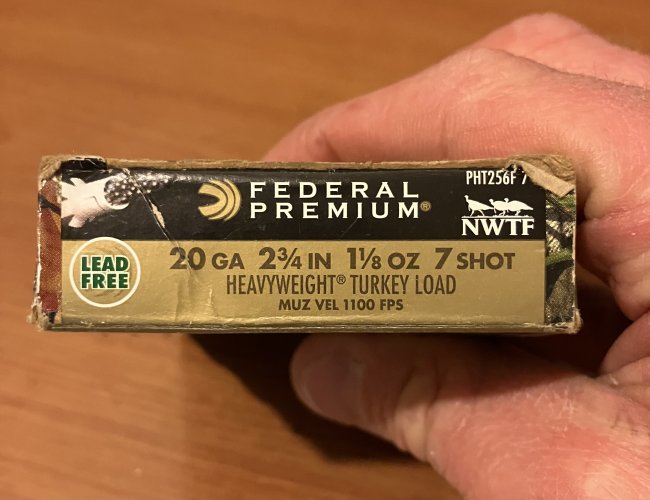 PHT256F 7
FEDERAL
PREMIUM®
NWTF
LEAD
FREE
20 GA 2¾ IN 1⅛ OZ 7 SHOT
HEAVYWEIGHT® TURKEY LOAD
MUZ VEL 1100 FPS